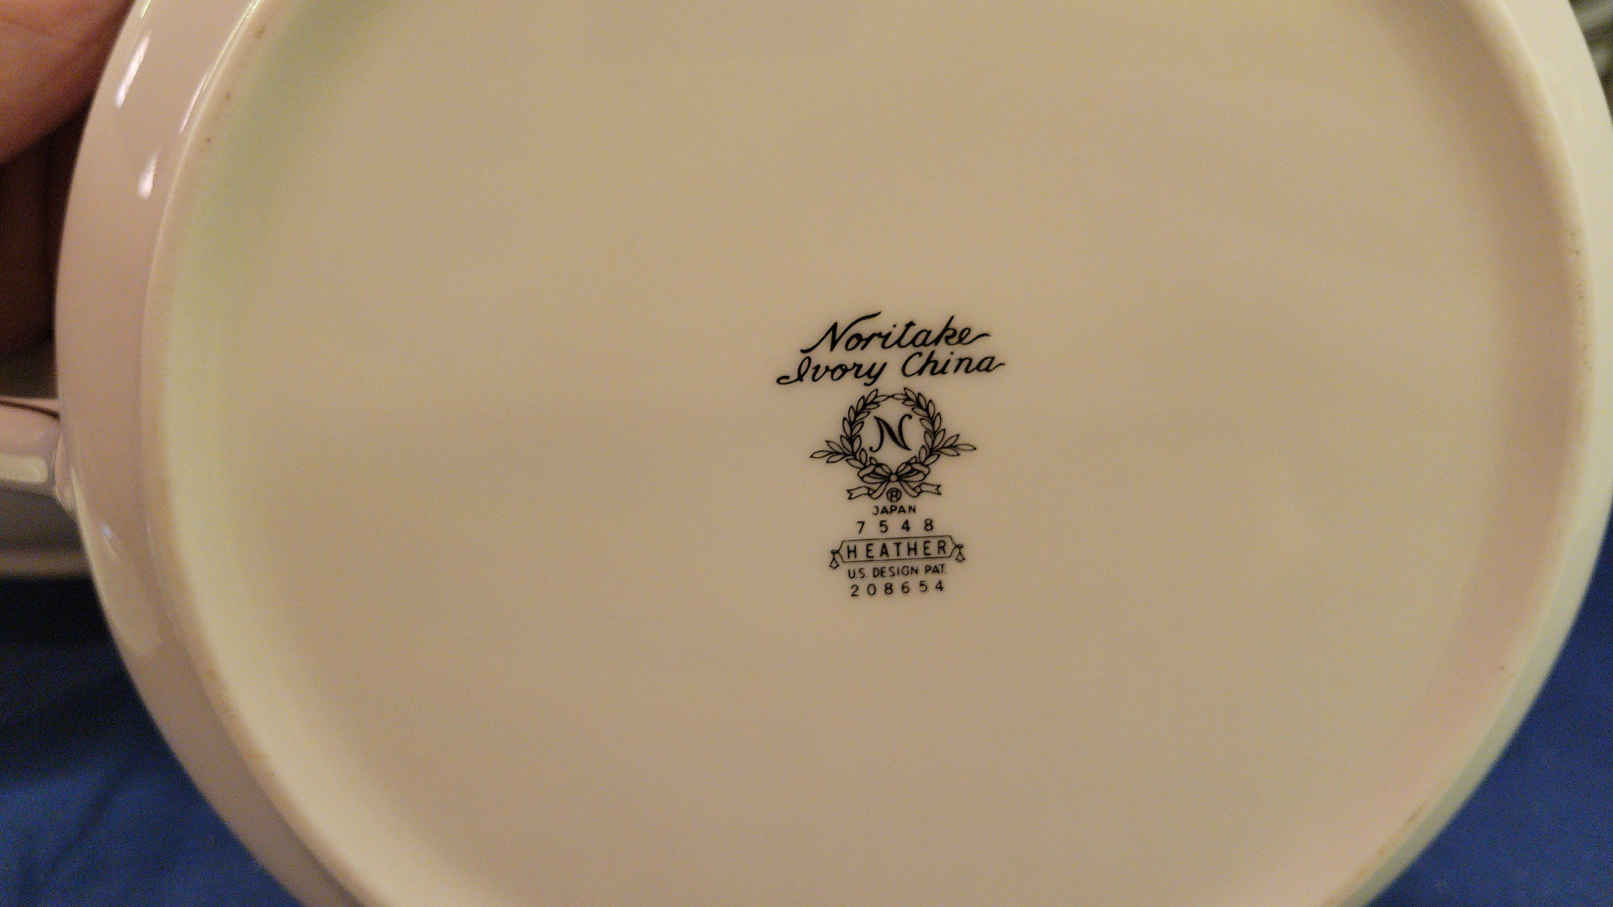 Noritake
Ivory China
N
®
JAPAN
7548
HEATHER
U.S. DESIGN PAT.
208654